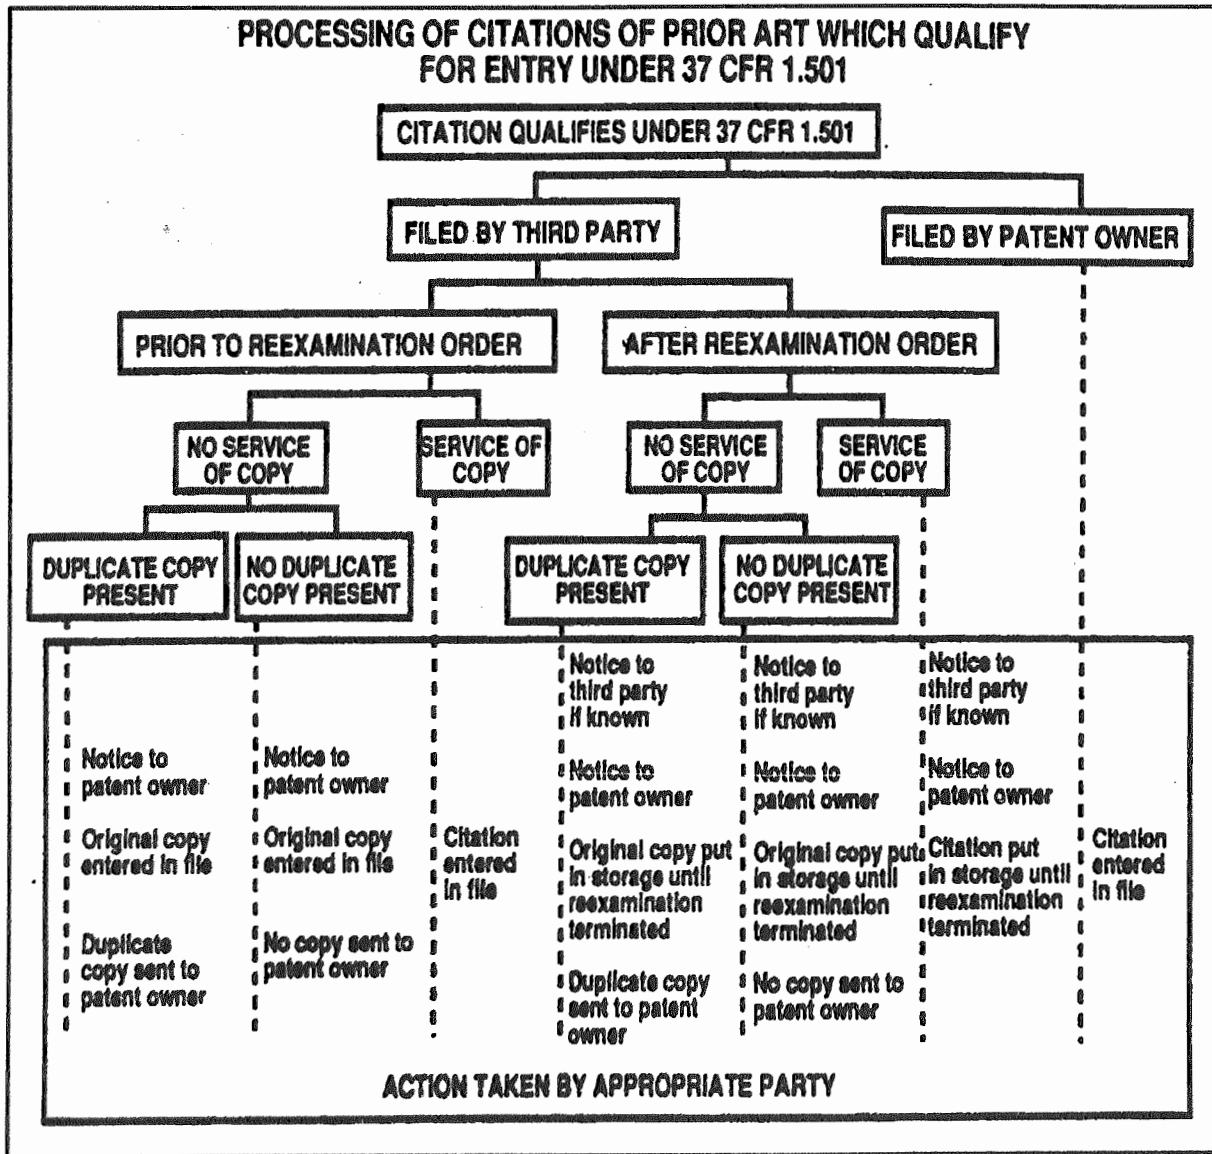 PROCESSING OF CITATIONS OF PRIOR ART WHICH QUALIFY
FOR ENTRY UNDER 37 CFR 1.501
CITATION QUALIFIES UNDER 37 CFR 1.501
FILED BY THIRD PARTY
FILED BY PATENT OWNER
PRIOR TO REEXAMINATION ORDER
AFTER REEXAMINATION ORDER
NO SERVICE
OF COPY
SERVICE OF
COPY
NO SERVICE
OF COPY
SERVICE
OF COPY
DUPLICATE COPY
PRESENT
NO DUPLICATE
COPY PRESENT
DUPLICATE COPY
PRESENT
NO DUPLICATE
COPY PRESENT
Notice to
patent owner
Original copy
entered in file
Duplicate
copy sent to
patent owner
Notice to
patent owner
Original copy
entered in file
No copy sent to
patent owner
Citation
entered
in file
Notice to
third party
if known
Notice to
patent owner
Original copy put
in storage until
reexamination
terminated
Duplicate copy
sent to patent
owner
Notice to
third party
if known
Notice to
patent owner
Original copy put
in storage until
reexamination
terminated
No copy sent to
patent owner
Notice to
third party
if known
Notice to
patent owner
Citation put
in storage until
reexamination
terminated
Citation
entered
in file
ACTION TAKEN BY APPROPRIATE PARTY